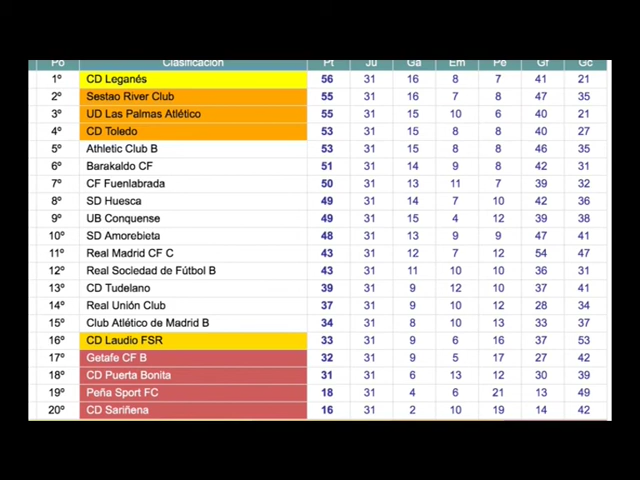 Po Clasificación Pt Ju Ga Em Pe Gf Gc
1º CD Leganés 56 31 16 8 7 41 21
2º Sestao River Club 55 31 16 7 8 47 35
3º UD Las Palmas Atlético 55 31 15 10 6 40 21
4º CD Toledo 53 31 15 8 8 40 27
5º Athletic Club B 53 31 15 8 8 46 35
6º Barakaldo CF 51 31 14 9 8 42 31
7º CF Fuenlabrada 50 31 13 11 7 39 32
8º SD Huesca 49 31 14 7 10 42 36
9º UB Conquense 49 31 15 4 12 39 38
10º SD Amorebieta 48 31 13 9 9 47 41
11º Real Madrid CF C 43 31 12 7 12 54 47
12º Real Sociedad de Fútbol B 43 31 11 10 10 36 31
13º CD Tudelano 39 31 9 12 10 37 41
14º Real Unión Club 37 31 9 10 12 28 34
15º Club Atlético de Madrid B 34 31 8 10 13 33 37
16º CD Laudio FSR 33 31 9 6 16 37 53
17º Getafe CF B 32 31 9 5 17 27 42
18º CD Puerta Bonita 31 31 6 13 12 30 39
19º Peña Sport FC 18 31 4 6 21 13 49
20º CD Sariñena 16 31 2 10 19 14 42